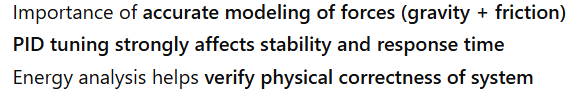 Importance of accurate modeling of forces (gravity + friction)
PID tuning strongly affects stability and response time
Energy analysis helps verify physical correctness of system